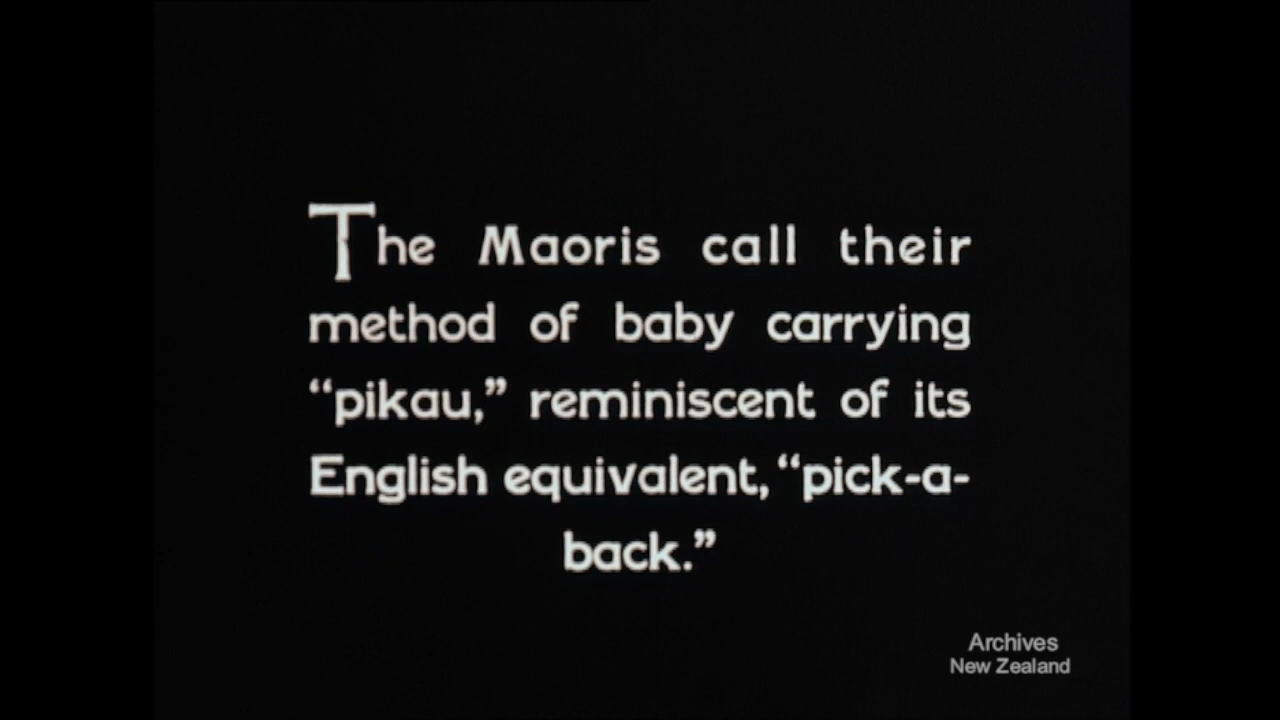 The Maoris call their
method of baby carrying
“pikau,” reminiscent of its
English equivalent, “pick-a-
back.”
Archives
New Zealand